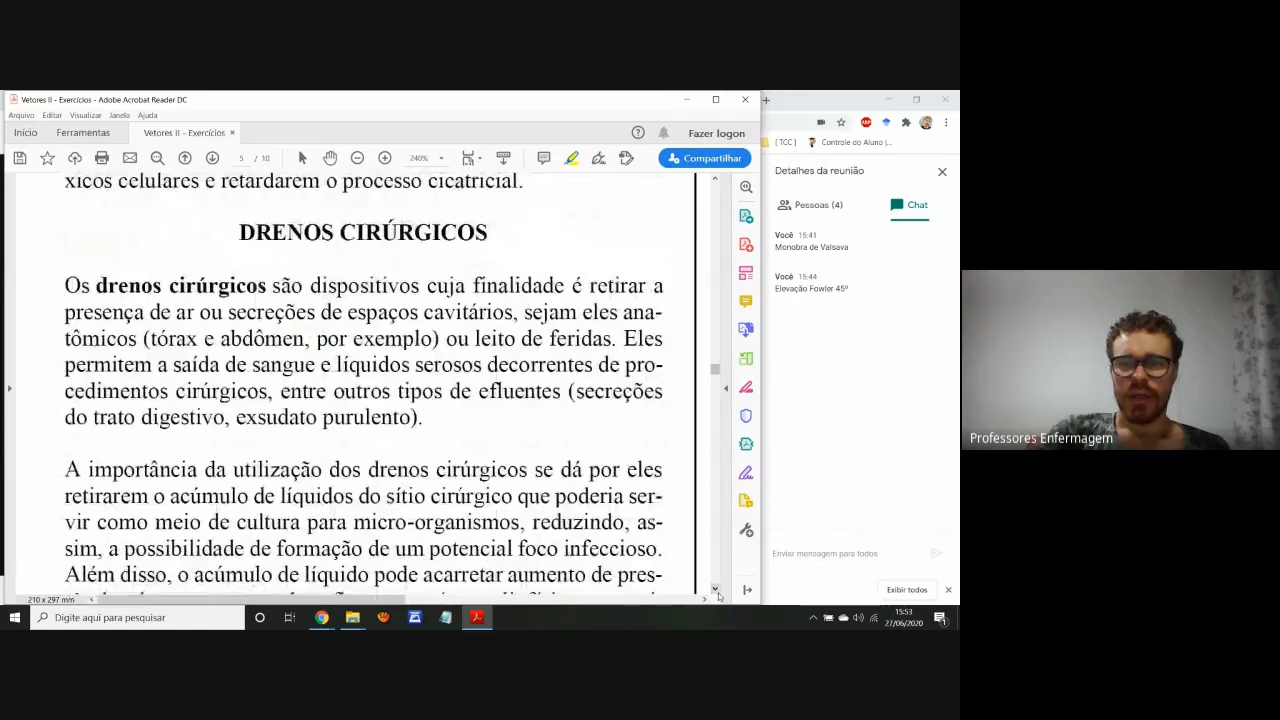 Vetores II - Exercícios - Adobe Acrobat Reader DC
Arquivo Editar Visualizar Janela Ajuda
Início Ferramentas Vetores II - Exercícios ×
Fazer logon
5 / 10
240%
Compartilhar
xicos celulares e retardarem o processo cicatricial.
DRENOS CIRÚRGICOS
Os drenos cirúrgicos são dispositivos cuja finalidade é retirar a
presença de ar ou secreções de espaços cavitários, sejam eles ana-
tômicos (tórax e abdômen, por exemplo) ou leito de feridas. Eles
permitem a saída de sangue e líquidos serosos decorrentes de pro-
cedimentos cirúrgicos, entre outros tipos de efluentes (secreções
do trato digestivo, exsudato purulento).
A importância da utilização dos drenos cirúrgicos se dá por eles
retirarem o acúmulo de líquidos do sítio cirúrgico que poderia ser-
vir como meio de cultura para micro-organismos, reduzindo, as-
sim, a possibilidade de formação de um potencial foco infeccioso.
Além disso, o acúmulo de líquido pode acarretar aumento de pres-
210 x 297 mm
ABP
[ TCC ] Controle do Aluno |...
Detalhes da reunião
Pessoas (4) Chat
Você 15:41
Monobra de Valsava
Você 15:44
Elevação Fowler 45º
Enviar mensagem para todos
Exibir todos
Digite aqui para pesquisar
15:53
27/06/2020
1
Professores Enfermagem